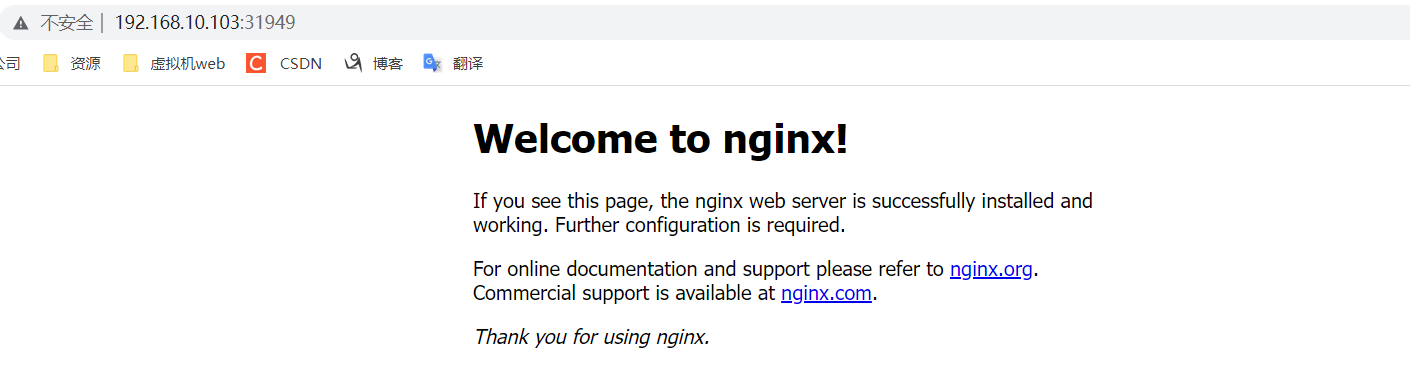 不安全 | 192.168.10.103:31949
公司 资源 虚拟机web C CSDN 博客 G 翻译
Welcome to nginx!
If you see this page, the nginx web server is successfully installed and
working. Further configuration is required.
For online documentation and support please refer to nginx.org.
Commercial support is available at nginx.com.
Thank you for using nginx.